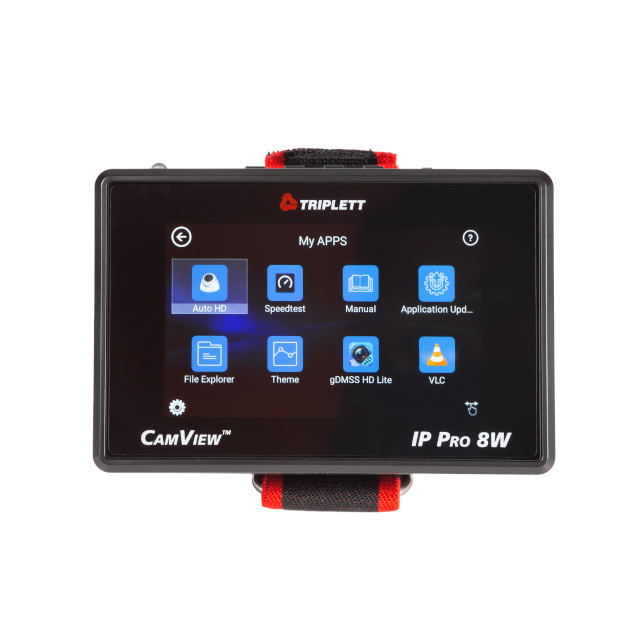 TRIPLETT
My APPS
?
Auto HD Speedtest Manual Application Upd...
File Explorer Theme gDMSS HD Lite VLC
CAMVIEW™ IP PRO 8W